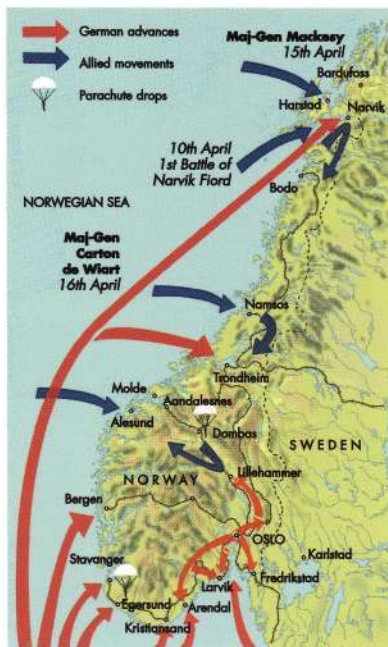 German advances
Allied movements
Parachute drops
Maj-Gen Mackesy
15th April
Bardufoss
Harstad
Narvik
10th April
1st Battle of
Narvik Fiord
Bodo
NORWEGIAN SEA
Maj-Gen
Carton
de Wiart
16th April
Namsos
Trondheim
Molde
Aandalesnes
Alesund
Dombas
SWEDEN
Lillehammer
NORWAY
Bergen
OSLO
Karlstad
Stavanger
Fredrikstad
Larvik
Egersund
Arendal
Kristiansand